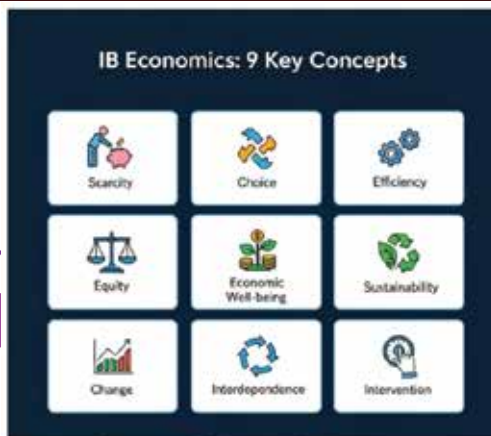 IB Economics: 9 Key Concepts
Scarcity
Choice
Efficiency
Equity
Economic
Well-being
Sustainability
Change
Interdependence
Intervention